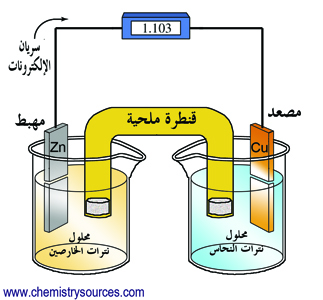 سريان
الإلكترونات
1.103
مهبط
مصعد
قنطرة ملحية
Zn
Cu
محلول
نترات الخارصين
محلول
نترات النحاس
www.chemistrysources.com